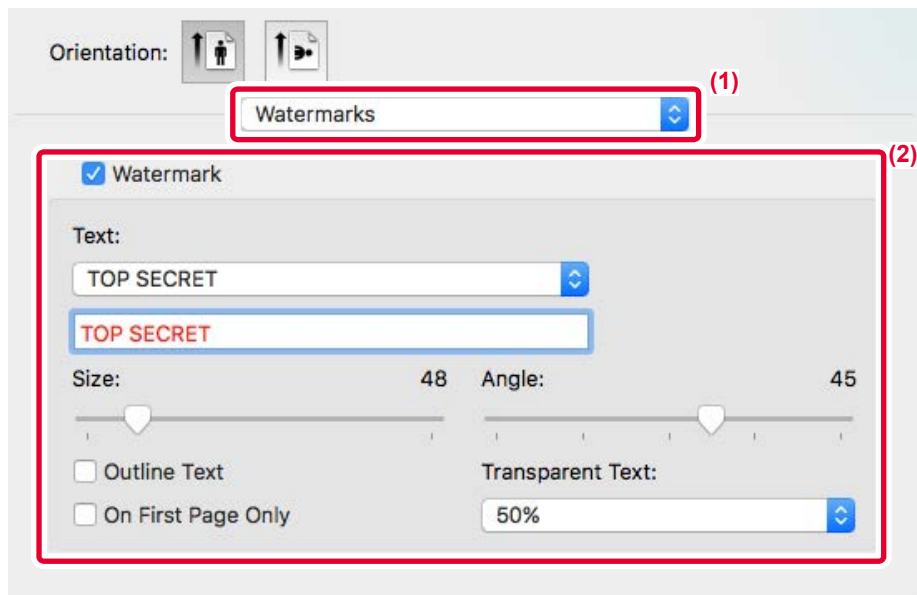 Orientation:
(1)
Watermarks
(2)
Watermark
Text:
TOP SECRET
TOP SECRET
Size: 48 Angle: 45
Outline Text Transparent Text:
On First Page Only 50%